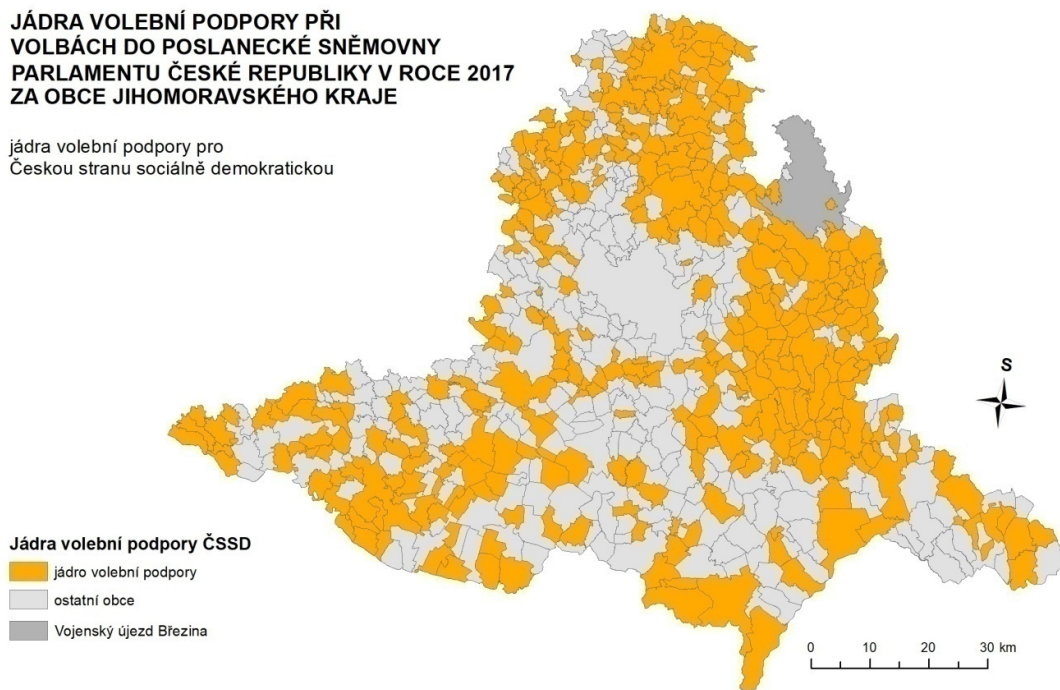 JÁDRA VOLEBNÍ PODPORY PŘI
VOLBÁCH DO POSLANECKÉ SNĚMOVNY
PARLAMENTU ČESKÉ REPUBLIKY V ROCE 2017
ZA OBCE JIHOMORAVSKÉHO KRAJE
jádra volební podpory pro
Českou stranu sociálně demokratickou
S
Jádra volební podpory ČSSD
jádro volební podpory
ostatní obce
Vojenský újezd Březina
0 10 20 30 km